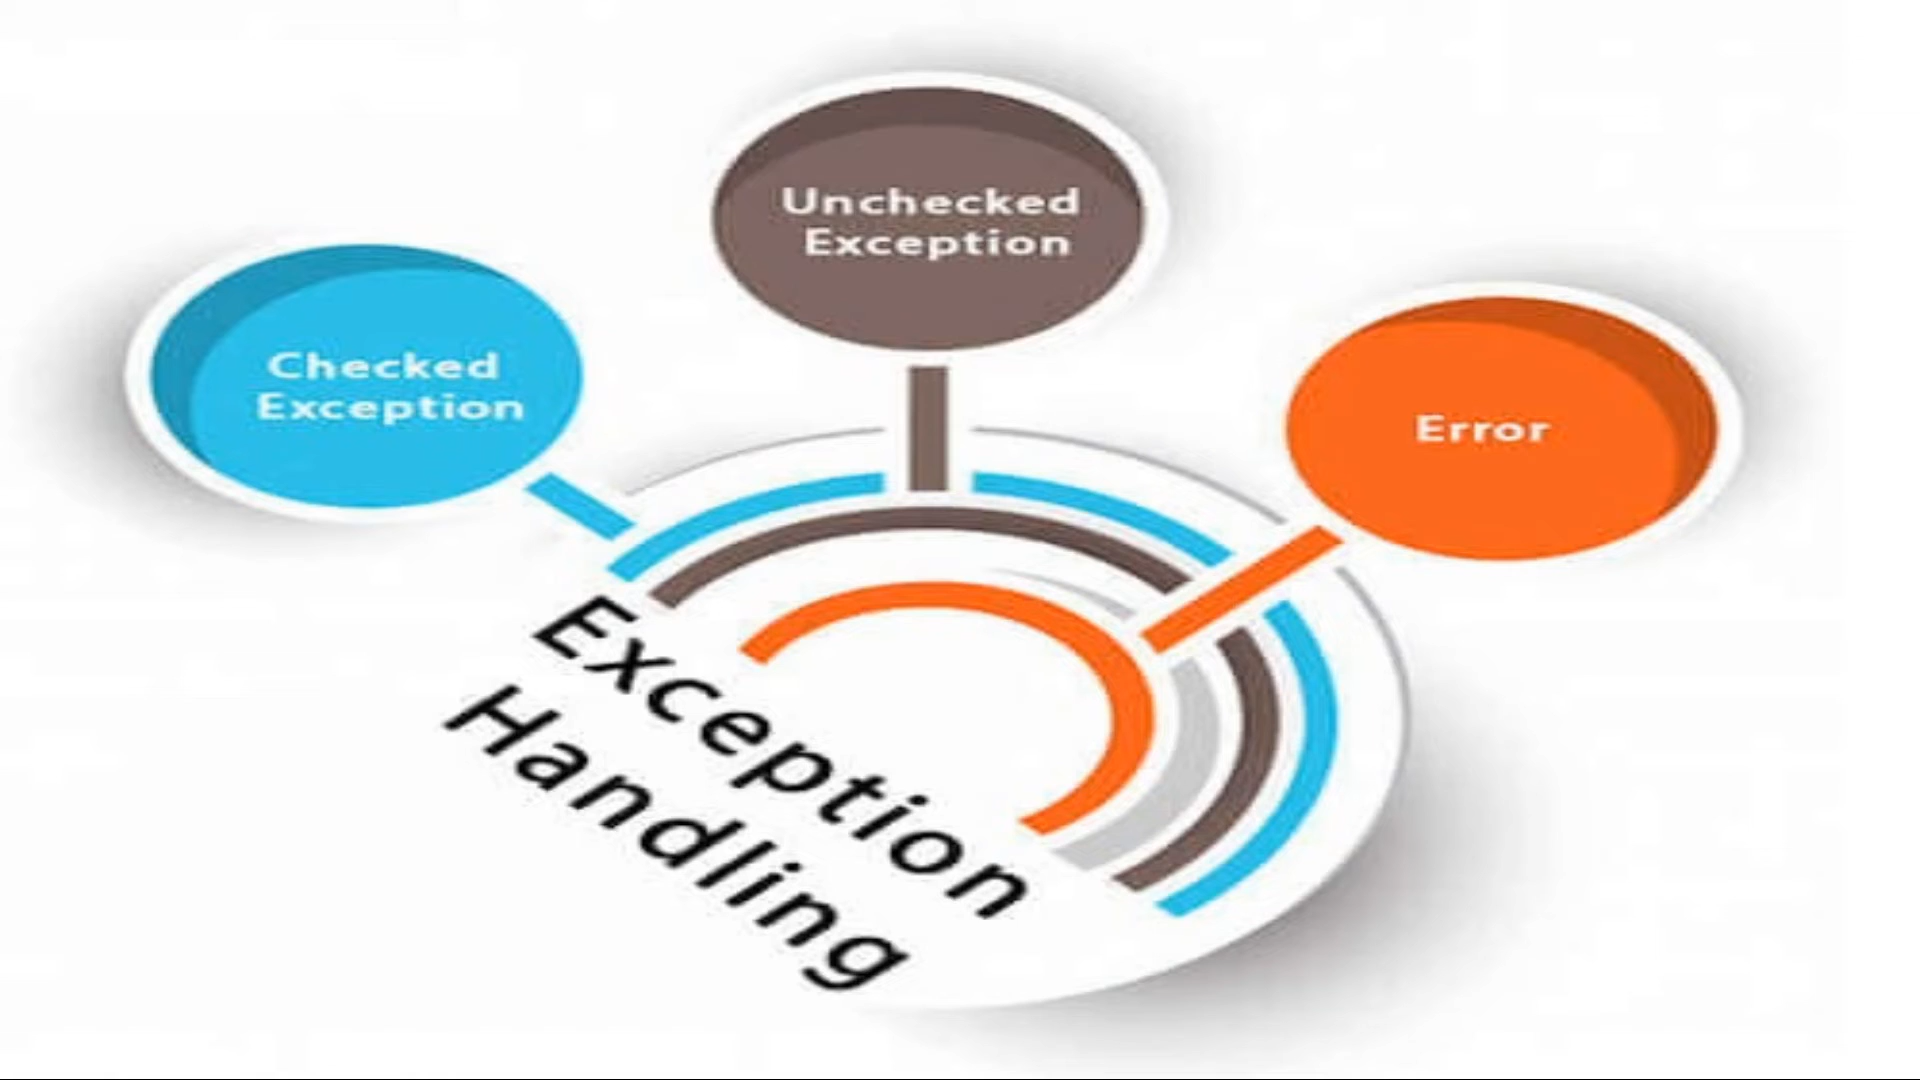 Unchecked
Exception
Checked
Exception
Error
Exception
Handling